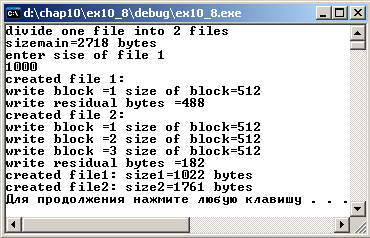 d:\chap10\ex10_8\debug\ex10_8.exe
divide one file into 2 files
sizemain=2718 bytes
enter sise of file 1
1000
created file 1:
write block =1 size of block=512
write residual bytes =488
created file 2:
write block =1 size of block=512
write block =2 size of block=512
write block =3 size of block=512
write residual bytes =182
created file1: size1=1022 bytes
created file2: size2=1761 bytes
Для продолжения нажмите любую клавишу . . .